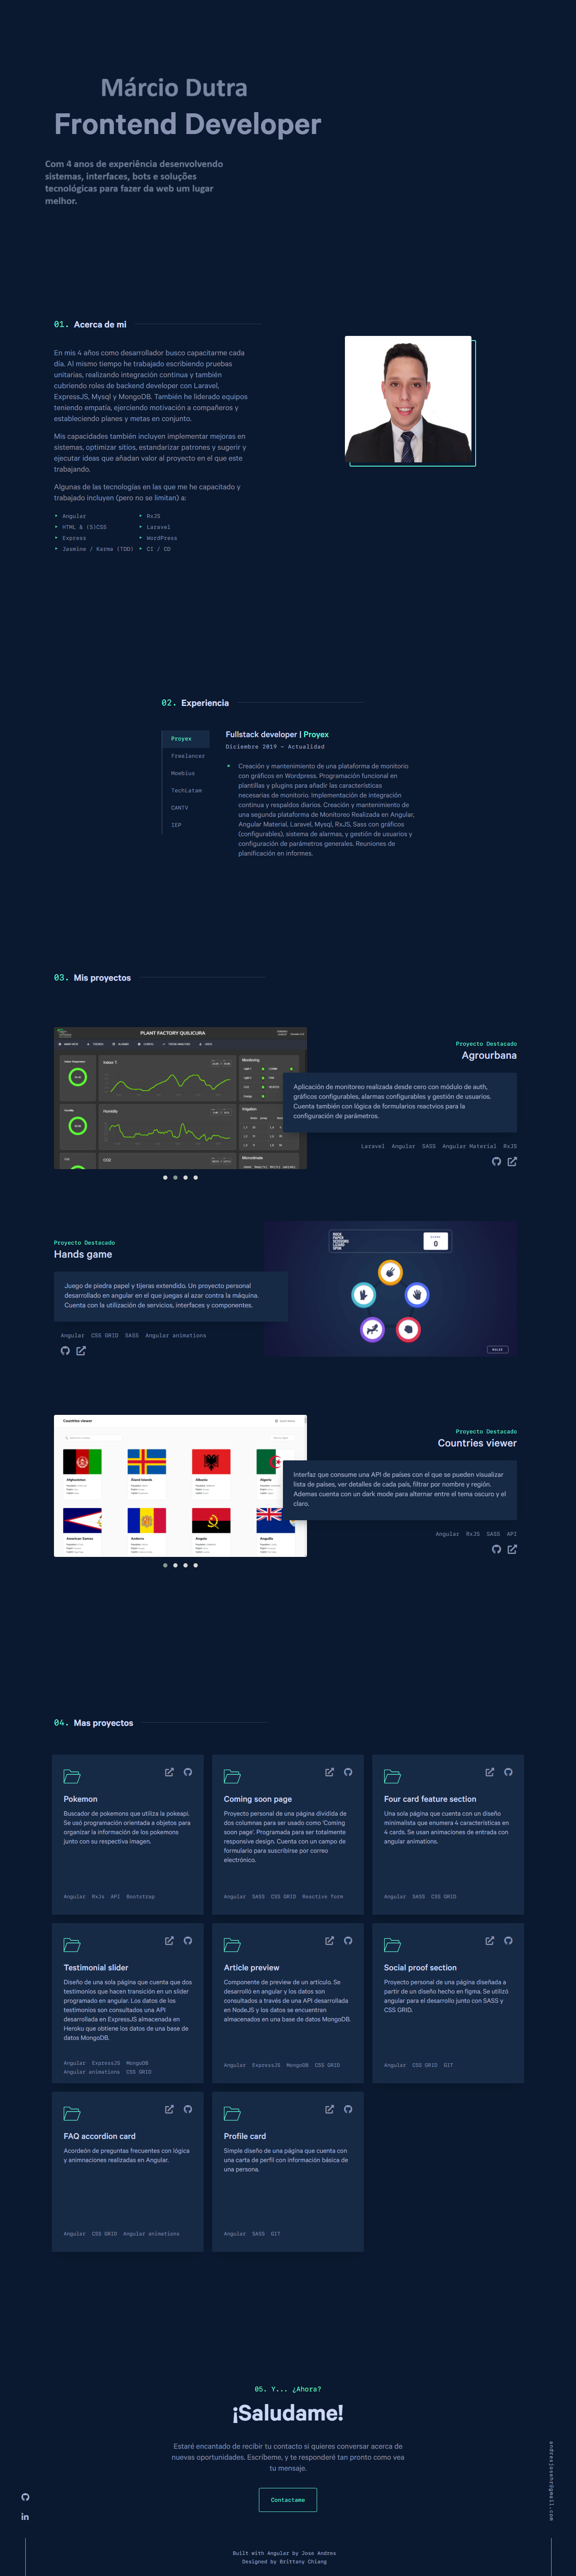 Márcio Dutra
Frontend Developer
Com 4 anos de experiência desenvolvendo
sistemas, interfaces, bots e soluções
tecnológicas para fazer da web um lugar
melhor.
01. Acerca de mi
En mis 4 años como desarrollador busco capacitarme cada
día. Al mismo tiempo he trabajado escribiendo pruebas
unitarias, realizando integración continua y también
cubriendo roles de backend developer con Laravel,
ExpressJS, Mysql y MongoDB. También he liderado equipos
teniendo empatía, ejerciendo motivación a compañeros y
estableciendo planes y metas en conjunto.
Mis capacidades también incluyen implementar mejoras en
sistemas, optimizar sitios, estandarizar patrones y sugerir y
ejecutar ideas que añadan valor al proyecto en el que este
trabajando.
Algunas de las tecnologías en las que me he capacitado y
trabajado incluyen (pero no se limitan) a:
Angular
RxJS
HTML & (S)CSS
Laravel
Express
WordPress
Jasmine / Karma (TDD)
CI / CD
02. Experiencia
Proyex
Freelancer
Moebius
TechLatam
CANTV
IEP
Fullstack developer | Proyex
Diciembre 2019 – Actualidad
Creación y mantenimiento de una plataforma de monitorio
con gráficos en Wordpress. Programación funcional en
plantillas y plugins para añadir las características
necesarias de monitorio. Implementación de integración
continua y respaldos diarios. Creación y mantenimiento de
una segunda plataforma de Monitoreo Realizada en Angular,
Angular Material, Laravel, Mysql, RxJS, Sass con gráficos
(configurables), sistema de alarmas, y gestión de usuarios y
configuración de parámetros generales. Reuniones de
planificación en informes.
03. Mis proyectos
PLANT FACTORY QUILICURA
Indoor T
Monitoring
Humidity
Irrigation
CO2
Proyecto Destacado
Agrourbana
Aplicación de monitoreo realizada desde cero con módulo de auth,
gráficos configurables, alarmas configurables y gestión de usuarios.
Cuenta también con lógica de formularios reactvios para la
configuración de parámetros.
Laravel Angular SASS Angular Material RxJS
Proyecto Destacado
Hands game
Juego de piedra papel y tijeras extendido. Un proyecto personal
desarrollado en angular en el que juegas al azar contra la máquina.
Cuenta con la utilización de servicios, interfaces y componentes.
Angular CSS GRID SASS Angular animations
ROCK
PAPER
SCISSORS
LIZARD
SPOK
SCORE
0
RULES
Countries viewer
Afghanistan
Åland Islands
Albania
Algeria
American Samoa
Andorra
Angola
Anguilla
Proyecto Destacado
Countries viewer
Interfaz que consume una API de países con el que se pueden visualizar
lista de países, ver detalles de cada país, filtrar por nombre y región.
Ademas cuenta con un dark mode para alternar entre el tema oscuro y el
claro.
Angular RxJS SASS API
04. Mas proyectos
Pokemon
Buscador de pokemons que utiliza la pokeapi.
Se usó programación orientada a objetos para
organizar la información de los pokemons
junto con su respectiva imagen.
Angular RxJs API Bootstrap
Coming soon page
Proyecto personal de una página dividida de
dos columnas para ser usado como 'Coming
soon page'. Programada para ser totalmente
responsive design. Cuenta con un campo de
formulario para suscribirse por correo
electrónico.
Angular SASS CSS GRID Reactive form
Four card feature section
Una sola página que cuenta con un diseño
minimalista que enumera 4 características en
4 cards. Se usan animaciones de entrada con
angular animations.
Angular SASS CSS GRID
Testimonial slider
Diseño de una sola página que cuenta que dos
testimonios que hacen transición en un slider
programado en angular. Los datos de los
testimonios son consultados una API
desarrollada en ExpressJS almacenada en
Heroku que obtiene los datos de una base de
datos MongoDB.
Angular ExpressJS MongoDB
Angular animations CSS GRID
Article preview
Componente de preview de un artículo. Se
desarrolló en angular y los datos son
consultados a través de una API desarrollada
en NodeJS y los datos se encuentran
almacenados en una base de datos MongoDB.
Angular ExpressJS MongoDB CSS GRID
Social proof section
Proyecto personal de una página diseñada a
partir de un diseño hecho en figma. Se utilizó
angular para el desarrollo junto con SASS y
CSS GRID.
Angular CSS GRID GIT
FAQ accordion card
Acordeón de preguntas frecuentes con lógica
y animnaciones realizadas en Angular.
Angular CSS GRID Angular animations
Profile card
Simple diseño de una página que cuenta con
una carta de perfil con información básica de
una persona.
Angular SASS GIT
05. Y... ¿Ahora?
¡Saludame!
Estaré encantado de recibir tu contacto si quieres conversar acerca de
nuevas oportunidades. Escríbeme, y te responderé tan pronto como vea
tu mensaje.
Contactame
Built with Angular by Jose Andres
Designed by Brittany Chiang